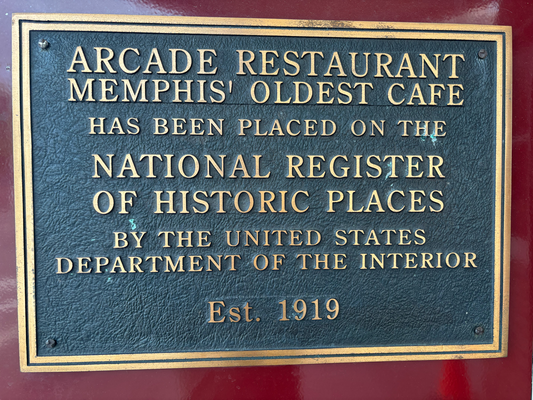 ARCADE RESTAURANT
MEMPHIS' OLDEST CAFE
HAS BEEN PLACED ON THE
NATIONAL REGISTER
OF HISTORIC PLACES
BY THE UNITED STATES
DEPARTMENT OF THE INTERIOR
Est. 1919